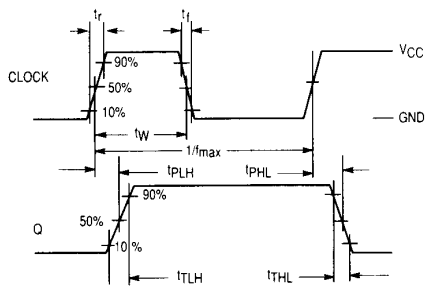 tr tf
90% VCC
CLOCK 50%
10% GND
tW
1/fmax
tPLH tPHL
90%
50%
Q
10 %
tTLH tTHL